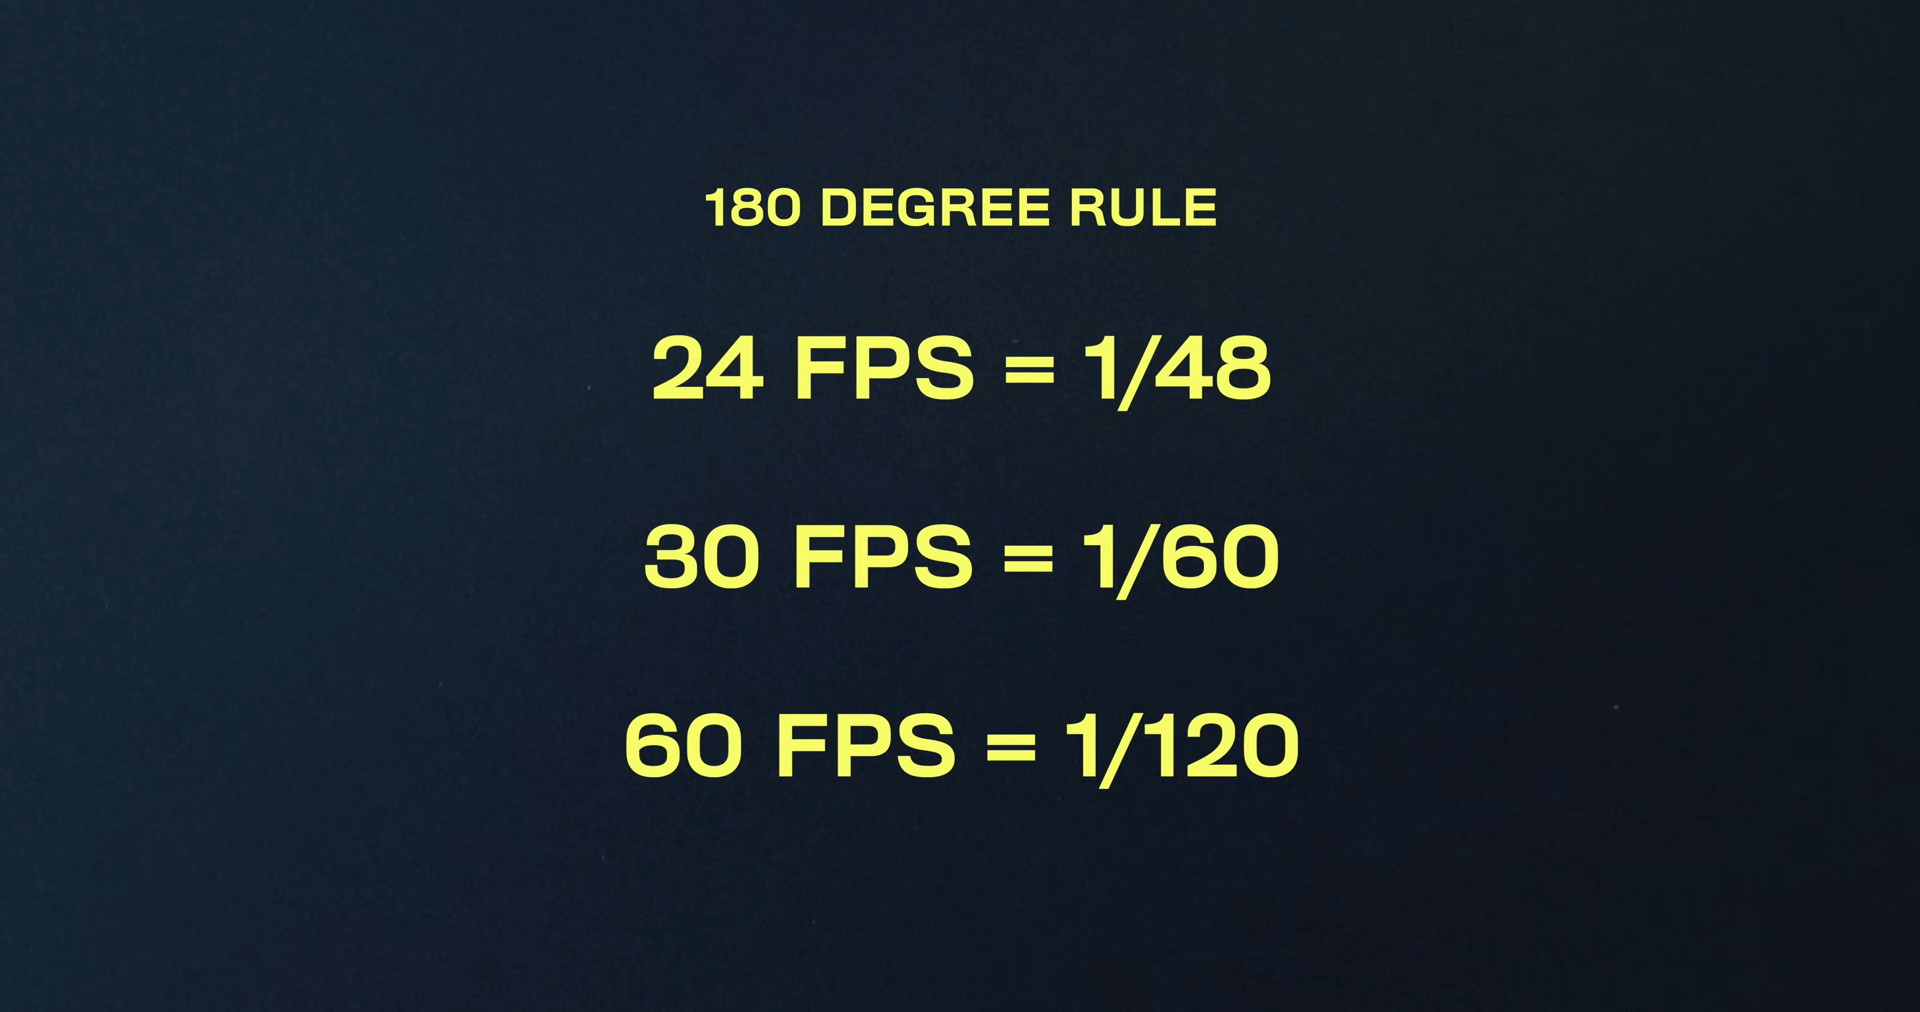 180 DEGREE RULE
24 FPS = 1/48
30 FPS = 1/60
60 FPS = 1/120